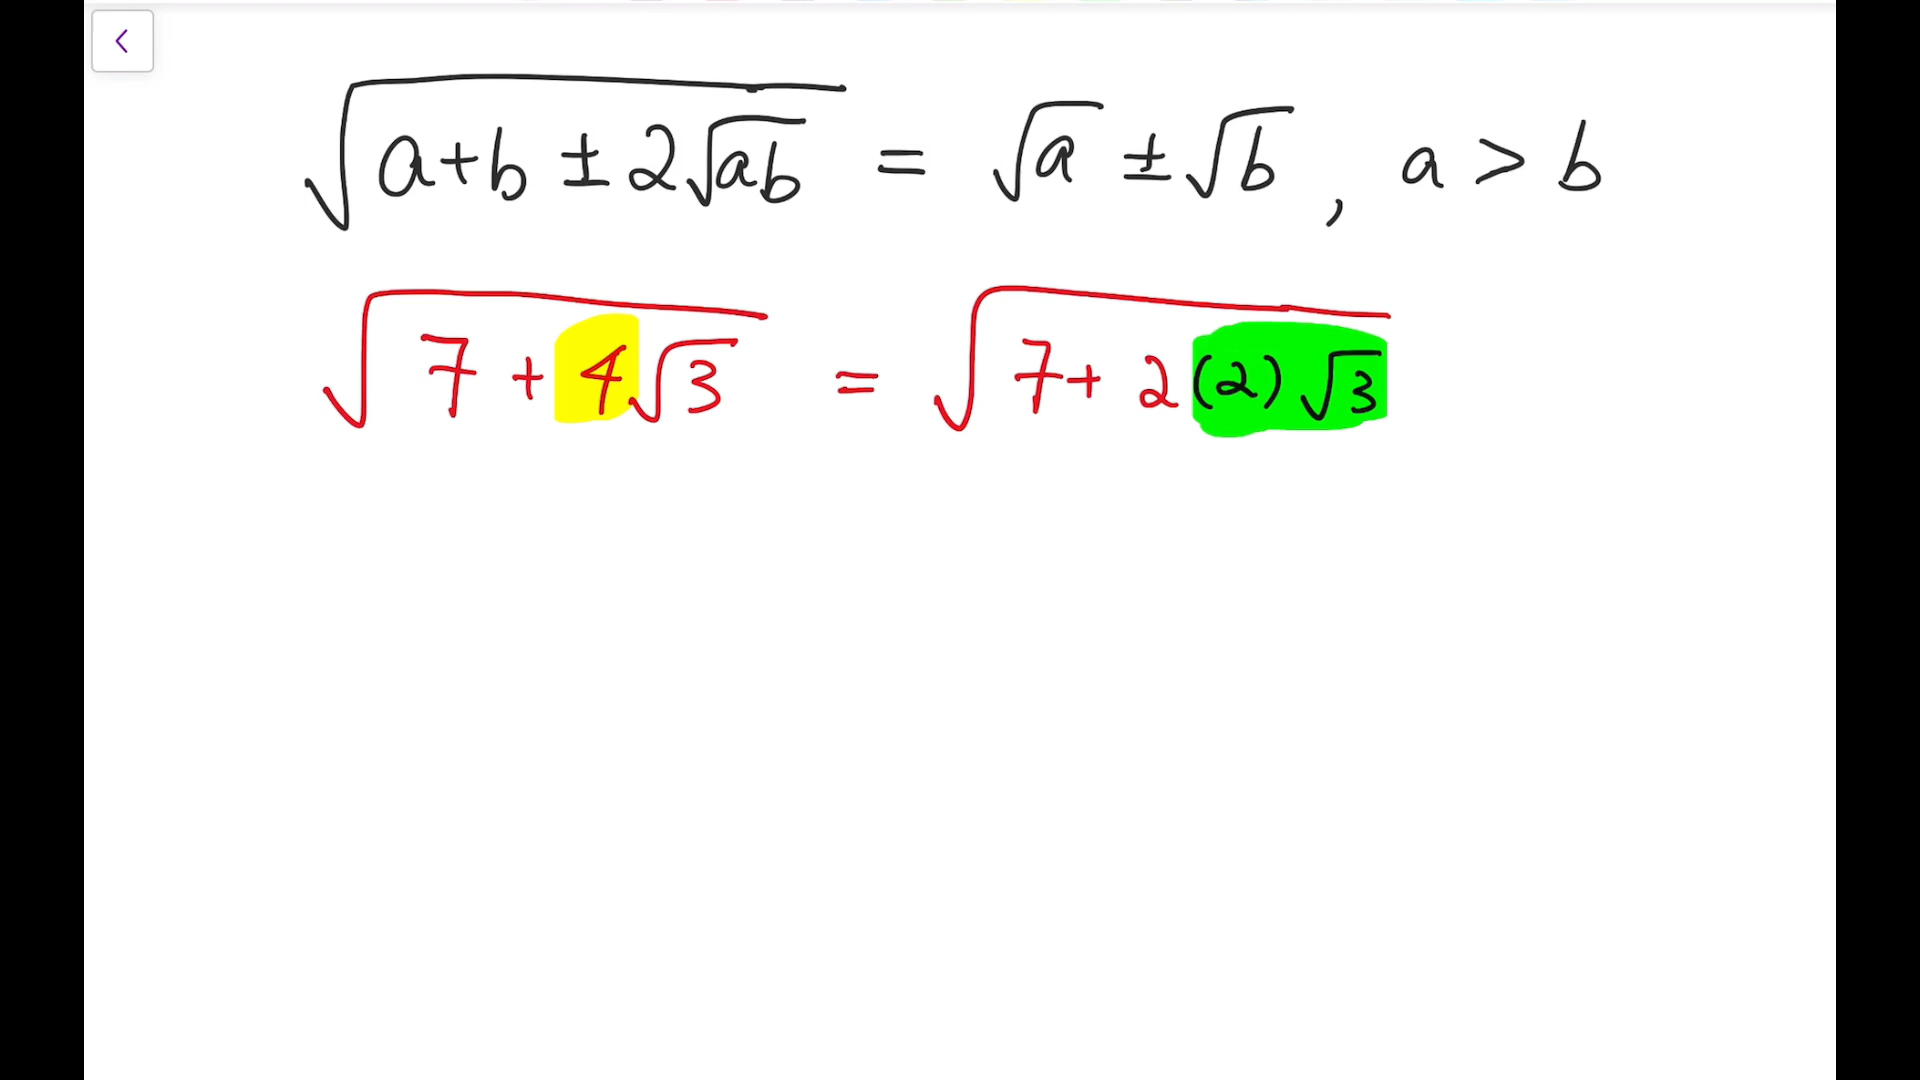 √(a+b ± 2√(ab)) = √a ± √b , a > b
√(7 + 4√3) = √(7 + 2(2)√3)